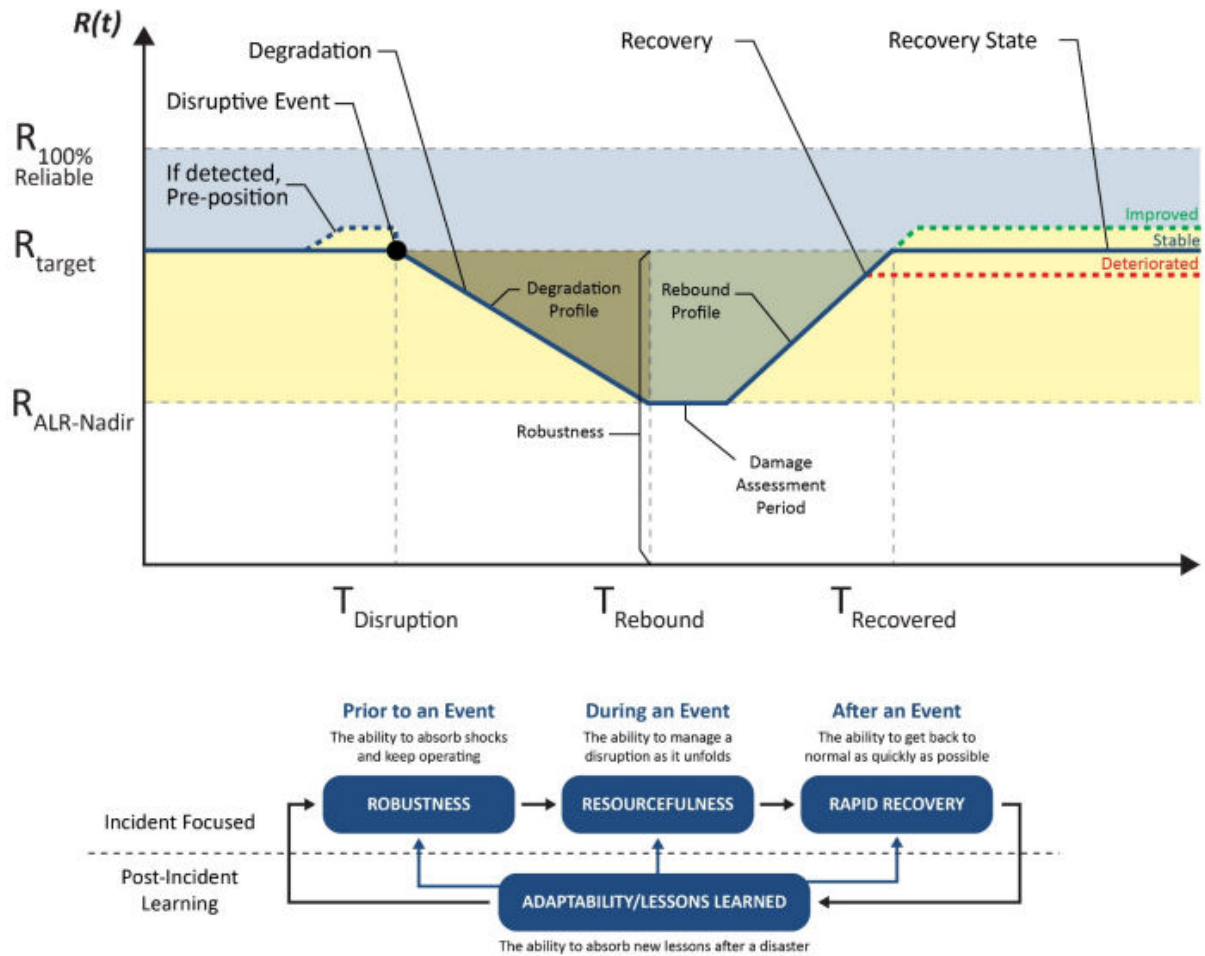 R(t)
Degradation
Recovery
Recovery State
Disruptive Event
R100%
Reliable
If detected,
Pre-position
Improved
Rtarget
Stable
Deteriorated
Degradation
Profile
Rebound
Profile
RALR-Nadir
Robustness
Damage
Assessment
Period
TDisruption
TRebound
TRecovered
Prior to an Event
The ability to absorb shocks
and keep operating
ROBUSTNESS
During an Event
The ability to manage a
disruption as it unfolds
RESOURCEFULNESS
After an Event
The ability to get back to
normal as quickly as possible
RAPID RECOVERY
Incident Focused
Post-Incident
Learning
ADAPTABILITY/LESSONS LEARNED
The ability to absorb new lessons after a disaster